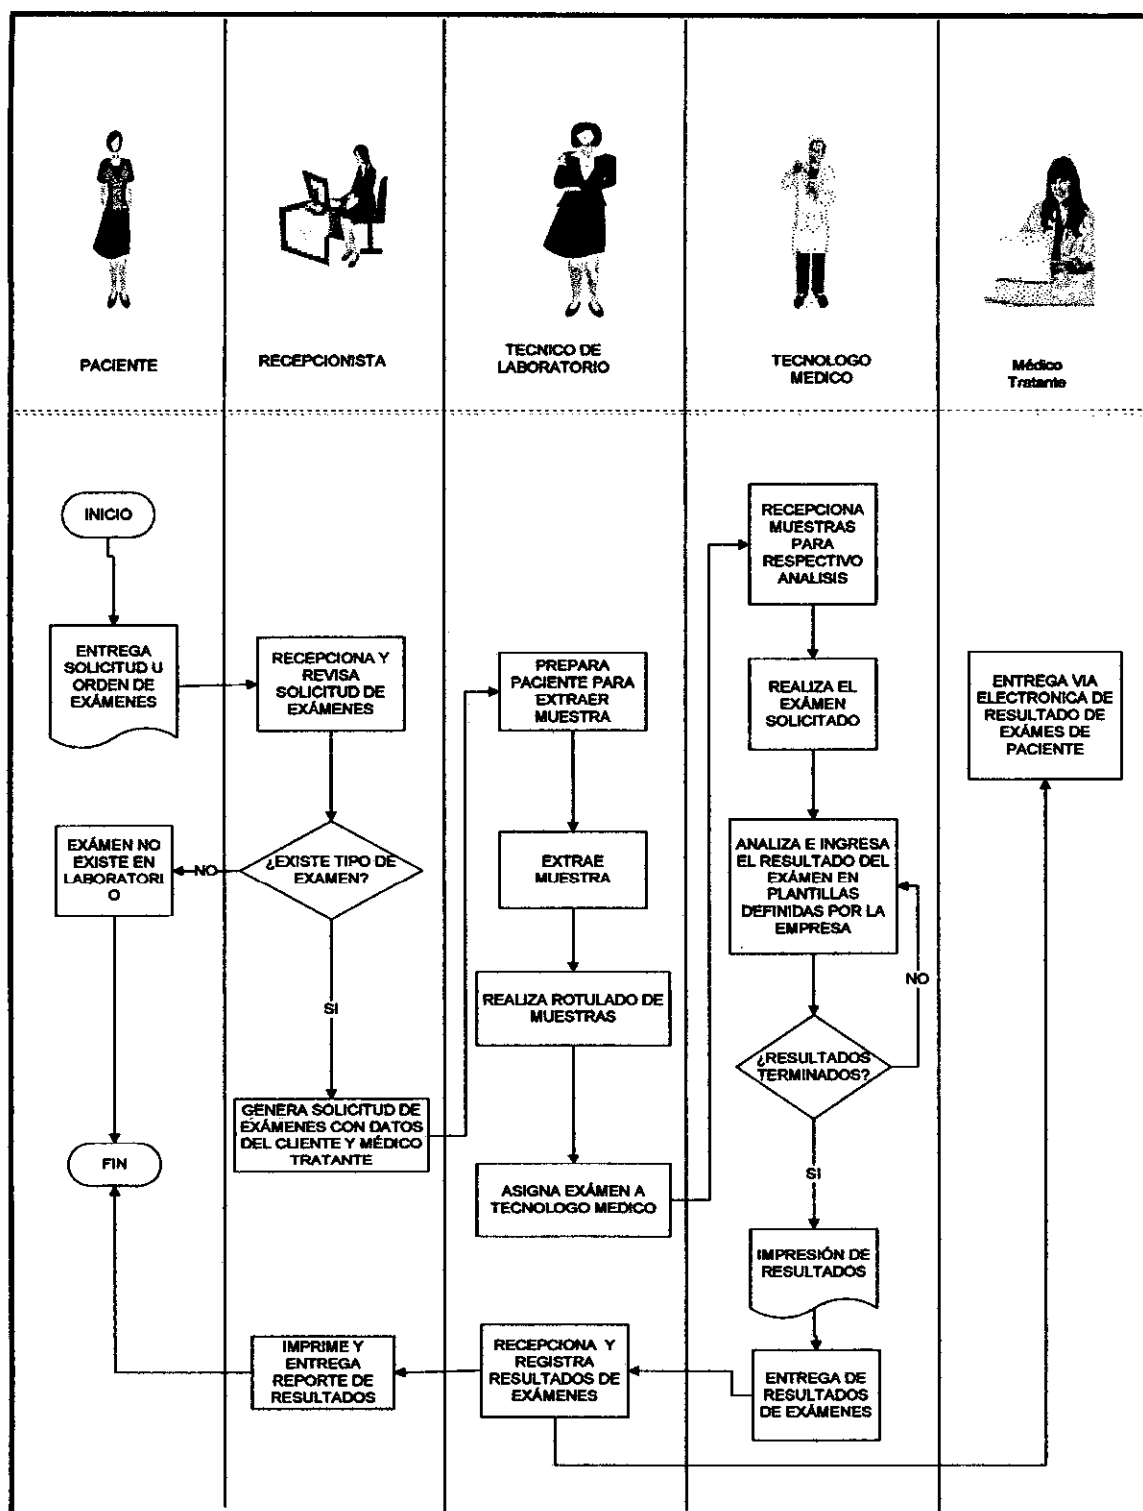 PACIENTE
RECEPCIONISTA
TECNICO DE
LABORATORIO
TECNOLOGO
MEDICO
Médico
Tratante
INICIO
ENTREGA
SOLICITUD U
ORDEN DE
EXÁMENES
RECEPCIONA Y
REVISA
SOLICITUD DE
EXÁMENES
¿EXISTE TIPO DE
EXAMEN?
NO
EXÁMEN NO
EXISTE EN
LABORATORI
O
SI
GENERA SOLICITUD DE
EXÁMENES CON DATOS
DEL CLIENTE Y MÉDICO
TRATANTE
PREPARA
PACIENTE PARA
EXTRAER
MUESTRA
EXTRAE
MUESTRA
REALIZA ROTULADO DE
MUESTRAS
ASIGNA EXÁMEN A
TECNOLOGO MEDICO
RECEPCIONA
MUESTRAS
PARA
RESPECTIVO
ANALISIS
REALIZA EL
EXÁMEN
SOLICITADO
ANALIZA E INGRESA
EL RESULTADO DEL
EXÁMEN EN
PLANTILLAS
DEFINIDAS POR LA
EMPRESA
NO
¿RESULTADOS
TERMINADOS?
SI
IMPRESIÓN DE
RESULTADOS
ENTREGA DE
RESULTADOS
DE EXÁMENES
RECEPCIONA Y
REGISTRA
RESULTADOS DE
EXÁMENES
IMPRIME Y
ENTREGA
REPORTE DE
RESULTADOS
FIN
ENTREGA VIA
ELECTRONICA DE
RESULTADO DE
EXÁMES DE
PACIENTE